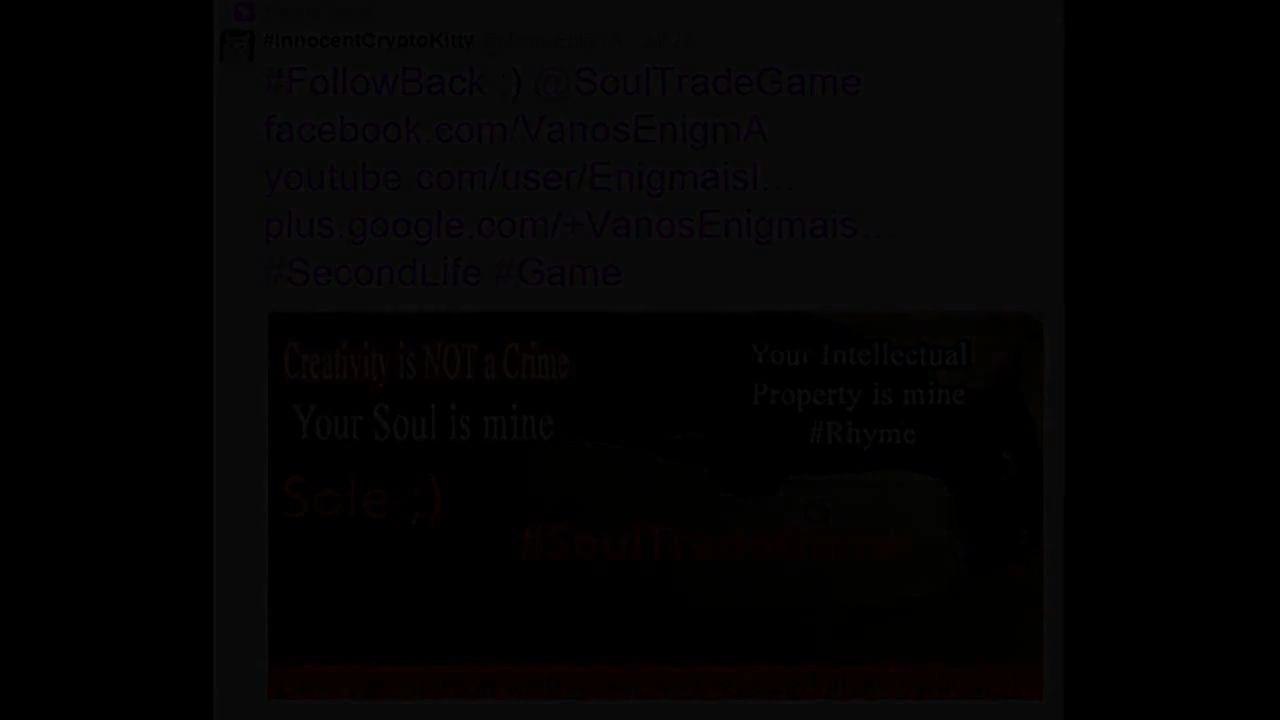 #InnocentCryptoKitty
#FollowBack ;) @SoulTradeGame
facebook.com/VanosEnigmA
youtube.com/user/EnigmaisI...
plus.google.com/+VanosEnigmais...
#SecondLife #Game
Creativity is NOT a Crime
Your Soul is mine
Sole ;)
Your Intellectual
Property is mine
#Rhyme
#SoulTradeGame